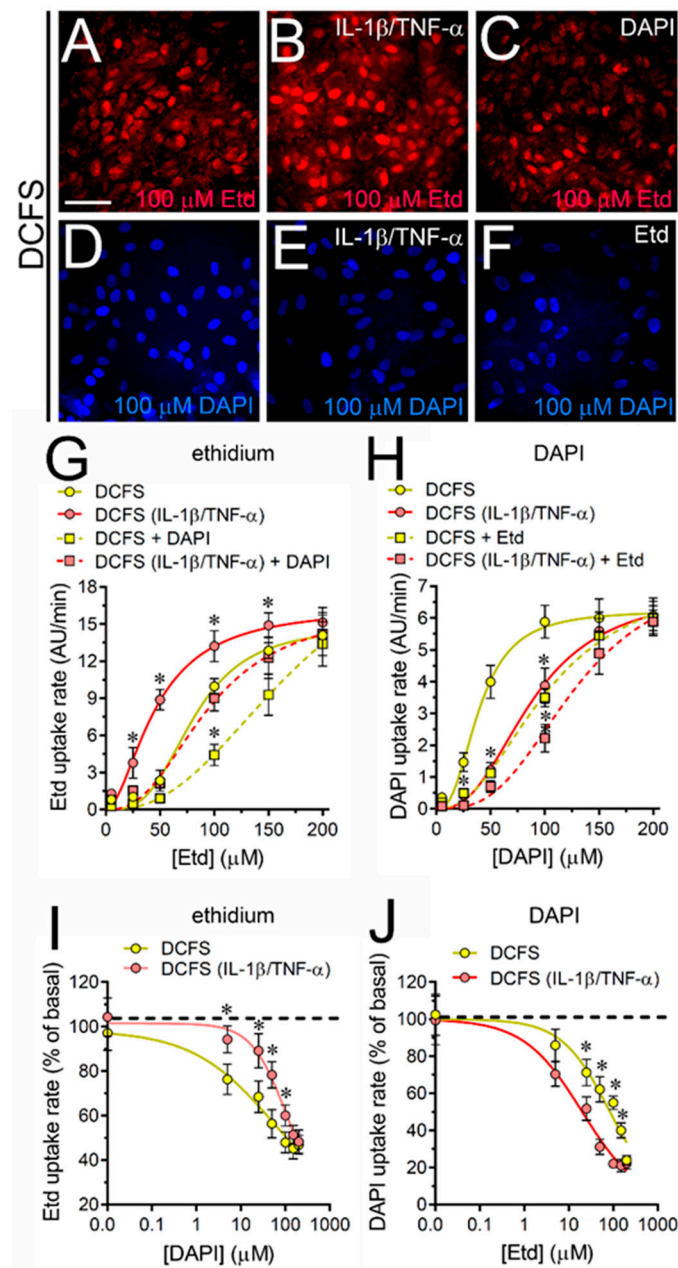 DCFS
A
100 μM Etd
B
IL-1β/TNF-α
C
DAPI
100 μM Etd
D
100 μM DAPI
E
IL-1β/TNF-α
100 μM DAPI
F
Etd
100 μM DAPI
G
ethidium
DCFS
DCFS (IL-1β/TNF-α)
DCFS + DAPI
DCFS (IL-1β/TNF-α) + DAPI
Etd uptake rate (AU/min)
18
15
12
9
6
3
0
* * * * * *
0 50 100 150 200
[Etd] (μM)
H
DAPI
DCFS
DCFS (IL-1β/TNF-α)
DCFS + Etd
DCFS (IL-1β/TNF-α) + Etd
DAPI uptake rate (AU/min)
7
6
5
4
3
2
1
0
* * * * *
0 50 100 150 200
[DAPI] (μM)
I
ethidium
DCFS
DCFS (IL-1β/TNF-α)
Etd uptake rate (% of basal)
120
100
80
60
40
20
* * * *
0.0 0.1 1 10 100 1000
[DAPI] (μM)
J
DAPI
DCFS
DCFS (IL-1β/TNF-α)
DAPI uptake rate (% of basal)
120
100
80
60
40
20
0
* * * *
0.0 0.1 1 10 100 1000
[Etd] (μM)